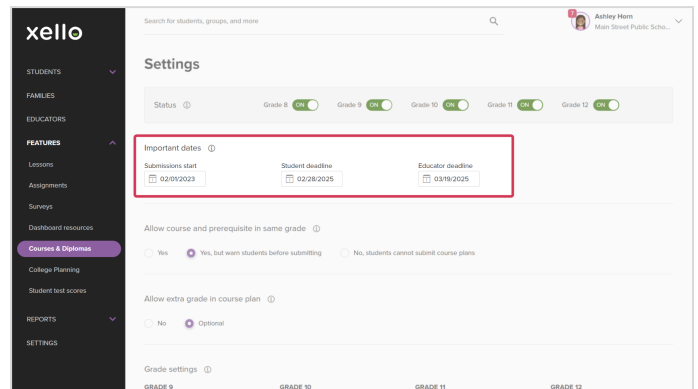 xello
Search for students, groups, and more
7
Ashley Horn
Main Street Public Scho...
STUDENTS
FAMILIES
EDUCATORS
FEATURES
Lessons
Assignments
Surveys
Dashboard resources
Courses & Diplomas
College Planning
Student test scores
REPORTS
SETTINGS
Settings
Status
Grade 8 ON Grade 9 ON Grade 10 ON Grade 11 ON Grade 12 ON
Important dates
Submissions start Student deadline Educator deadline
02/01/2023 02/28/2025 03/19/2025
Allow course and prerequisite in same grade
Yes Yes, but warn students before submitting No, students cannot submit course plans
Allow extra grade in course plan
No Optional
Grade settings
GRADE 9 GRADE 10 GRADE 11 GRADE 12